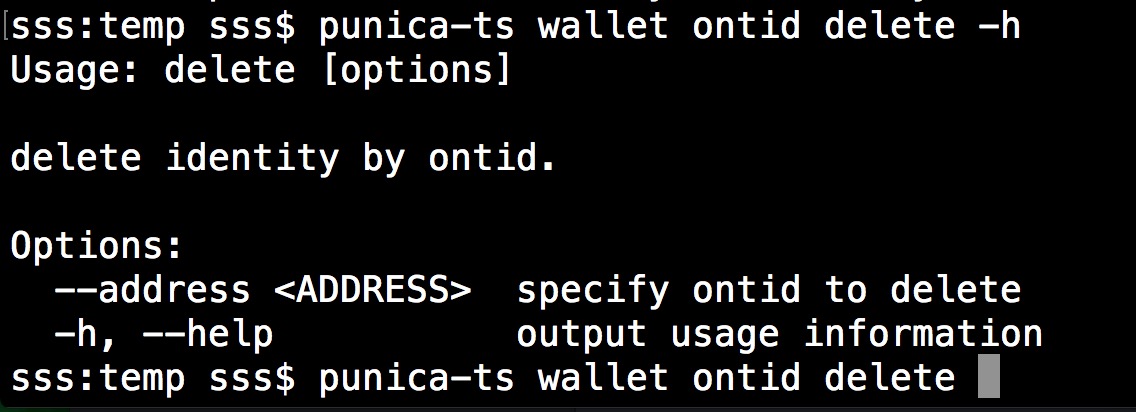 [sss:temp sss$ punica-ts wallet ontid delete -h
Usage: delete [options]
delete identity by ontid.
Options:
--address <ADDRESS> specify ontid to delete
-h, --help output usage information
sss:temp sss$ punica-ts wallet ontid delete